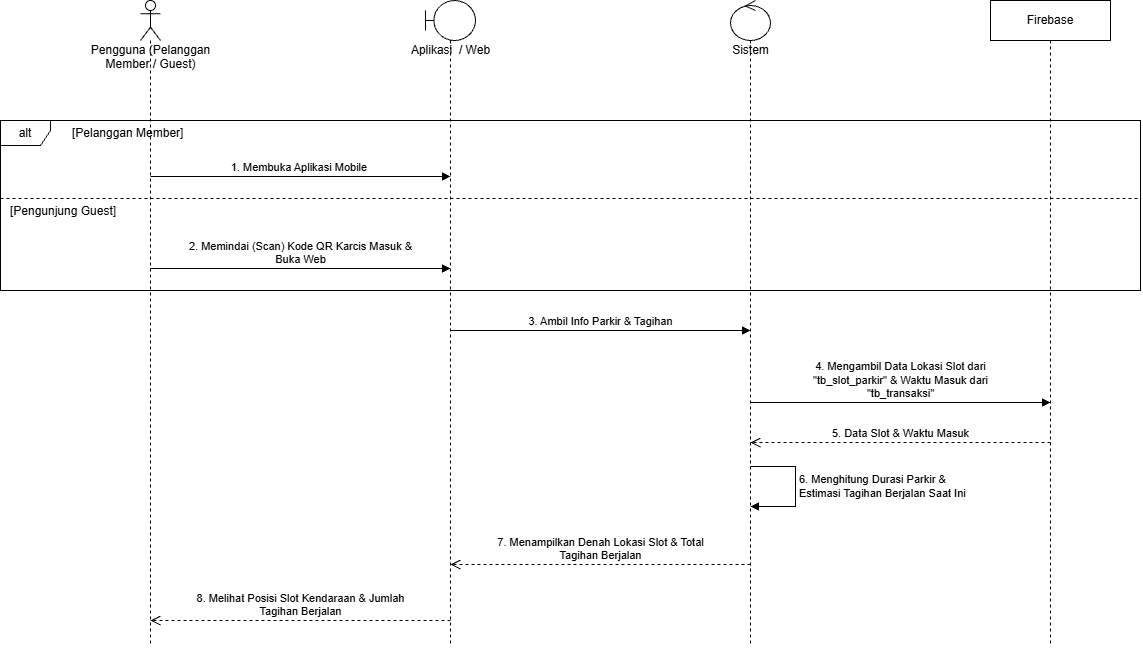 Pengguna (Pelanggan
Member / Guest)
Aplikasi / Web
Sistem
Firebase
alt
[Pelanggan Member]
1. Membuka Aplikasi Mobile
[Pengunjung Guest]
2. Memindai (Scan) Kode QR Karcis Masuk &
Buka Web
3. Ambil Info Parkir & Tagihan
4. Mengambil Data Lokasi Slot dari
"tb_slot_parkir" & Waktu Masuk dari
"tb_transaksi"
5. Data Slot & Waktu Masuk
6. Menghitung Durasi Parkir &
Estimasi Tagihan Berjalan Saat Ini
7. Menampilkan Denah Lokasi Slot & Total
Tagihan Berjalan
8. Melihat Posisi Slot Kendaraan & Jumlah
Tagihan Berjalan